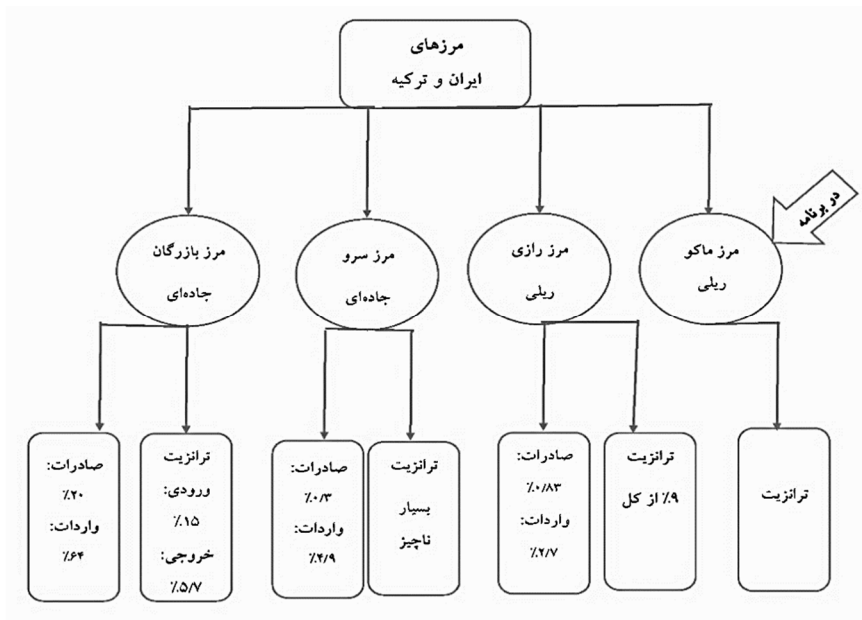 مرزهای
ایران و ترکیه
در برنامه
مرز ماکو
ریلی
مرز رازی
ریلی
مرز سرو
جاده‌ای
مرز بازرگان
جاده‌ای
ترانزیت
ترانزیت
٪۹ از کل
صادرات:
٪۰/۸۳
واردات:
٪۲/۷
ترانزیت
بسیار
ناچیز
صادرات:
٪۰/۳
واردات:
٪۴/۹
ترانزیت
ورودی:
٪۱۵
خروجی:
٪۵/۷
صادرات:
٪۲۰
واردات:
٪۶۴